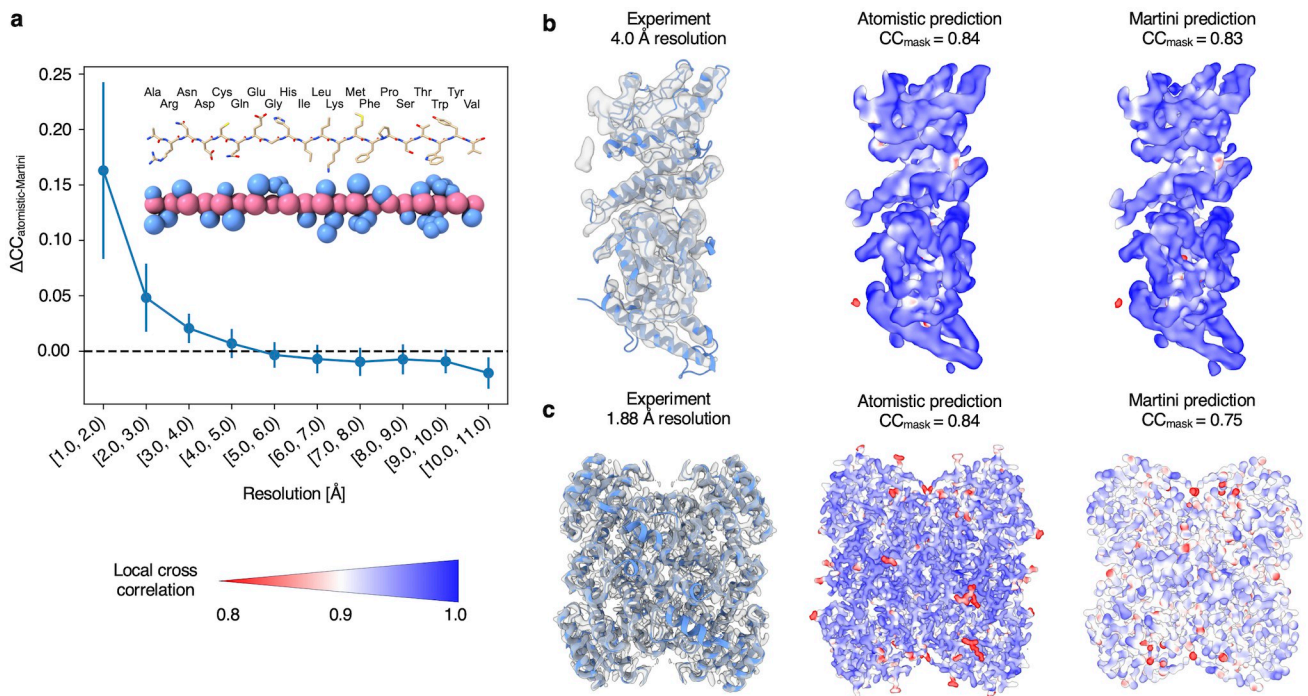 a
0.25
0.20
0.15
0.10
0.05
0.00
ΔCCatomistic-Martini
Ala Asn Cys Glu His Leu Met Pro Thr Tyr
Arg Asp Gln Gly Ile Lys Phe Ser Trp Val
[1.0, 2.0)
[2.0, 3.0)
[3.0, 4.0)
[4.0, 5.0)
[5.0, 6.0)
[6.0, 7.0)
[7.0, 8.0)
[8.0, 9.0)
[9.0, 10.0)
[10.0, 11.0)
Resolution [Å]
Local cross
correlation
0.8 0.9 1.0
b
Experiment
4.0 Å resolution
Atomistic prediction
CCmask = 0.84
Martini prediction
CCmask = 0.83
c
Experiment
1.88 Å resolution
Atomistic prediction
CCmask = 0.84
Martini prediction
CCmask = 0.75